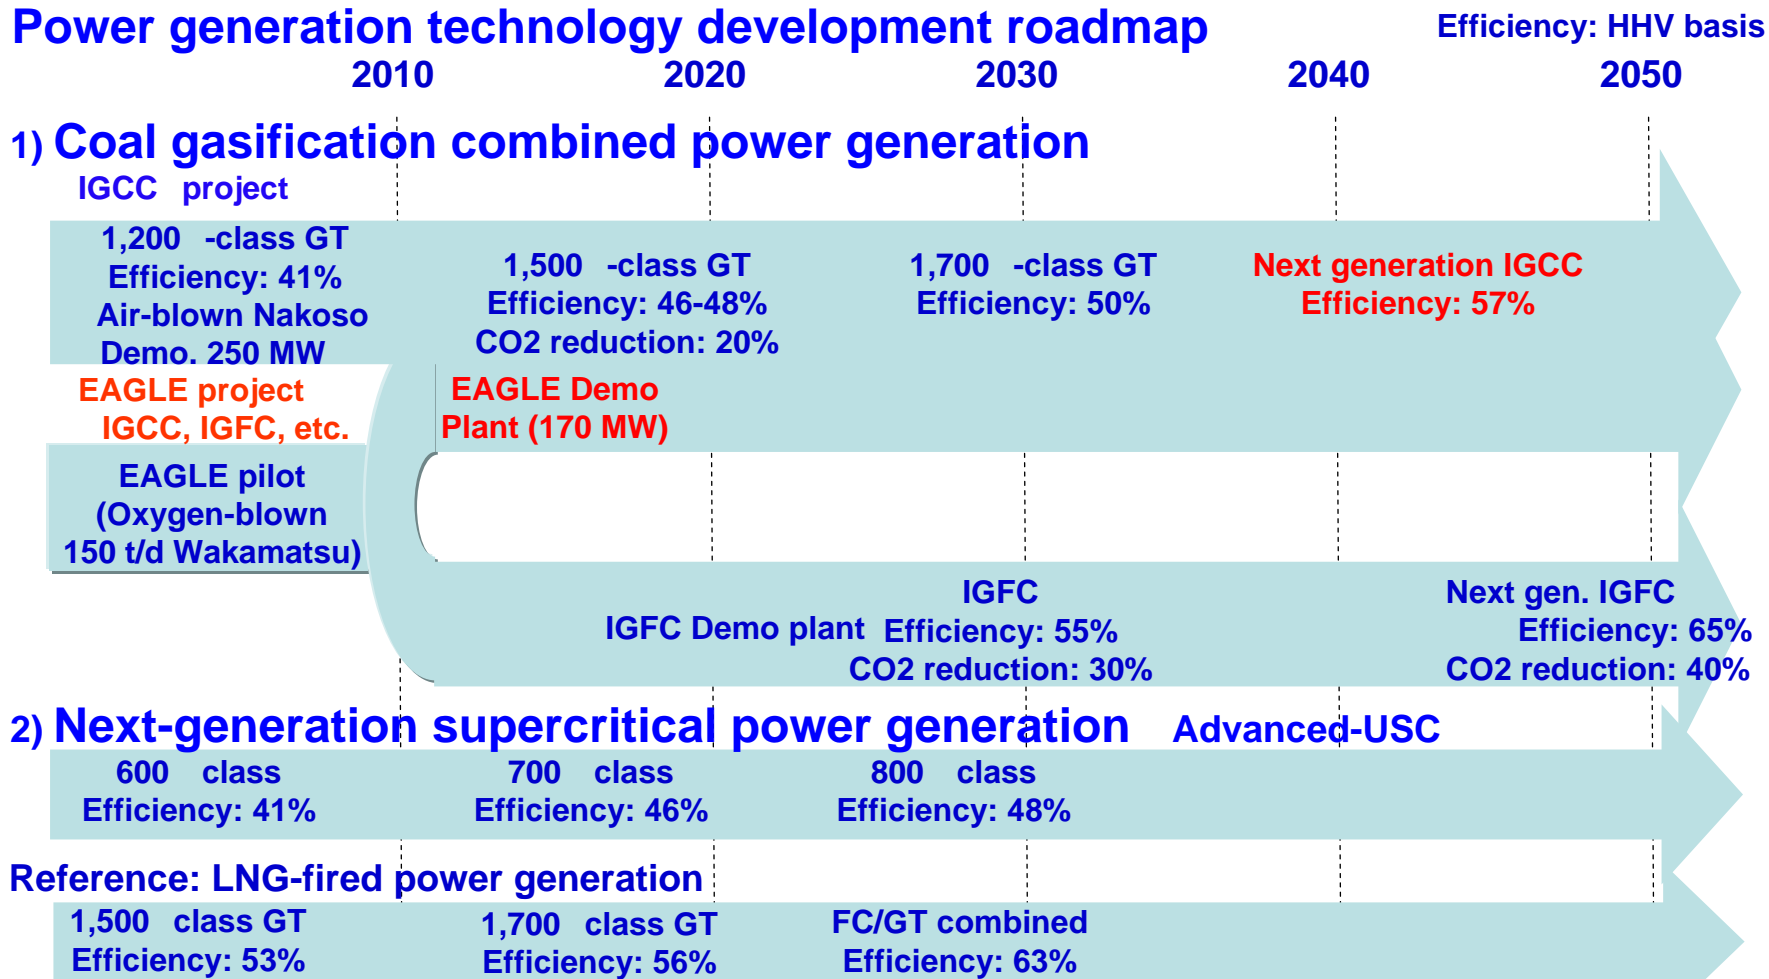 Power generation technology development roadmap
Efficiency: HHV basis
2010 2020 2030 2040 2050
1) Coal gasification combined power generation
IGCC project
1,200 -class GT
Efficiency: 41%
Air-blown Nakoso
Demo. 250 MW
1,500 -class GT
Efficiency: 46-48%
CO2 reduction: 20%
1,700 -class GT
Efficiency: 50%
Next generation IGCC
Efficiency: 57%
EAGLE project
IGCC, IGFC, etc.
EAGLE Demo
Plant (170 MW)
EAGLE pilot
(Oxygen-blown
150 t/d Wakamatsu)
IGFC Demo plant
IGFC
Efficiency: 55%
CO2 reduction: 30%
Next gen. IGFC
Efficiency: 65%
CO2 reduction: 40%
2) Next-generation supercritical power generation Advanced-USC
600 class
Efficiency: 41%
700 class
Efficiency: 46%
800 class
Efficiency: 48%
Reference: LNG-fired power generation
1,500 class GT
Efficiency: 53%
1,700 class GT
Efficiency: 56%
FC/GT combined
Efficiency: 63%